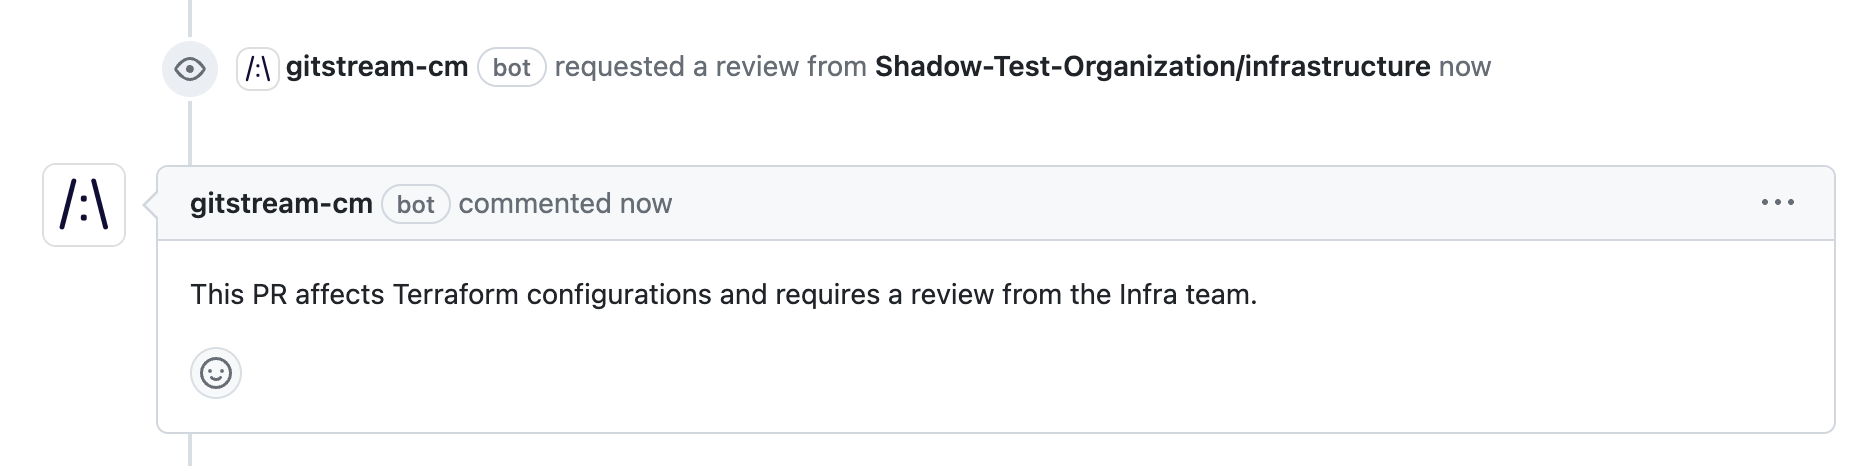 gitstream-cm bot requested a review from Shadow-Test-Organization/infrastructure now
gitstream-cm bot commented now
This PR affects Terraform configurations and requires a review from the Infra team.